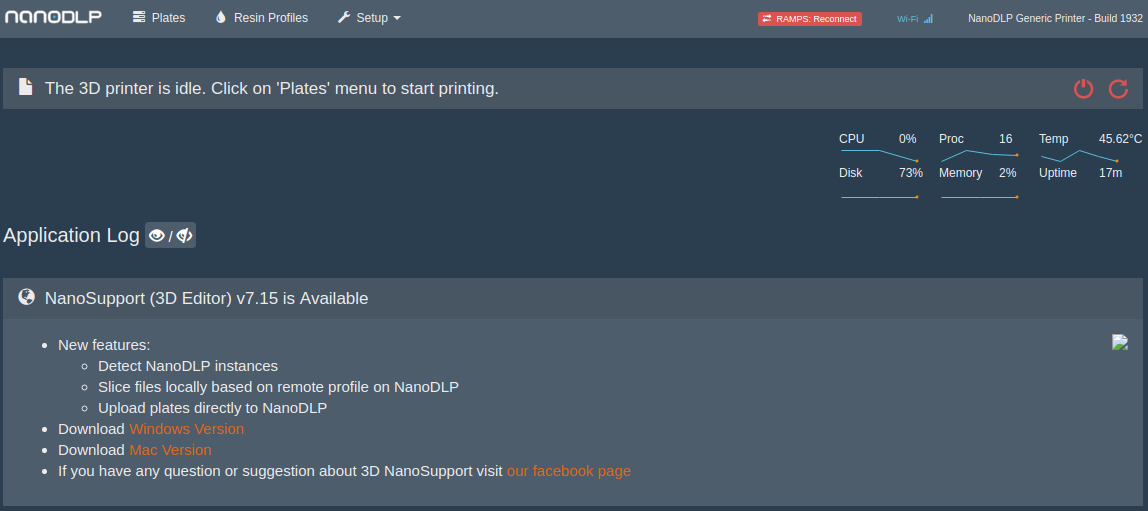 nanoDLP Plates Resin Profiles Setup RAMPS: Reconnect Wi-Fi NanoDLP Generic Printer - Build 1932
The 3D printer is idle. Click on 'Plates' menu to start printing.
CPU 0% Proc 16 Temp 45.62°C
Disk 73% Memory 2% Uptime 17m
Application Log /
NanoSupport (3D Editor) v7.15 is Available
New features:
Detect NanoDLP instances
Slice files locally based on remote profile on NanoDLP
Upload plates directly to NanoDLP
Download Windows Version
Download Mac Version
If you have any question or suggestion about 3D NanoSupport visit our facebook page